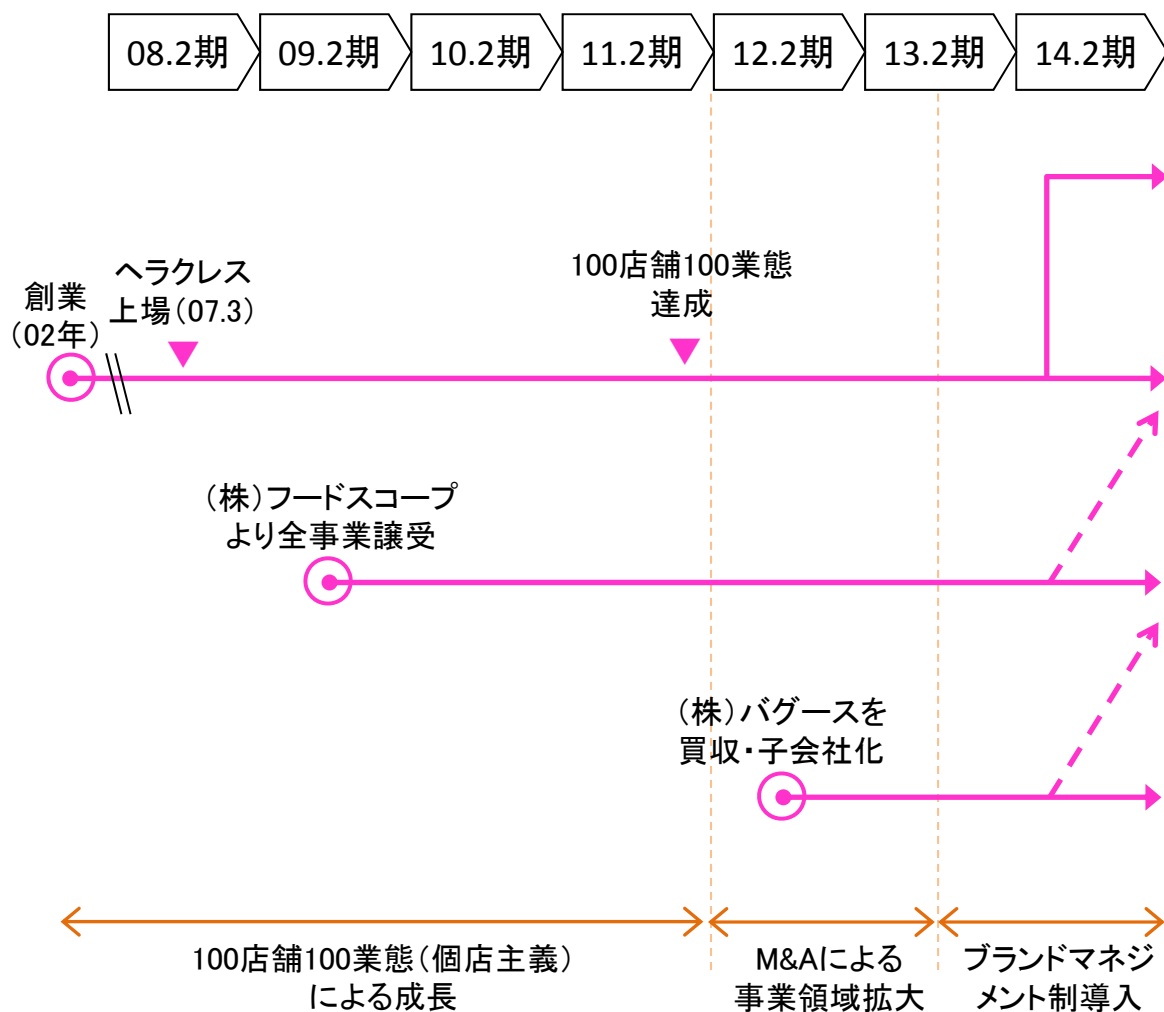 08.2期
09.2期
10.2期
11.2期
12.2期
13.2期
14.2期
創業
(02年)
ヘラクレス
上場(07.3)
100店舗100業態
達成
(株)フードスコープ
より全事業譲受
(株)バグースを
買収・子会社化
100店舗100業態(個店主義)
による成長
M&Aによる
事業領域拡大
ブランドマネジ
メント制導入